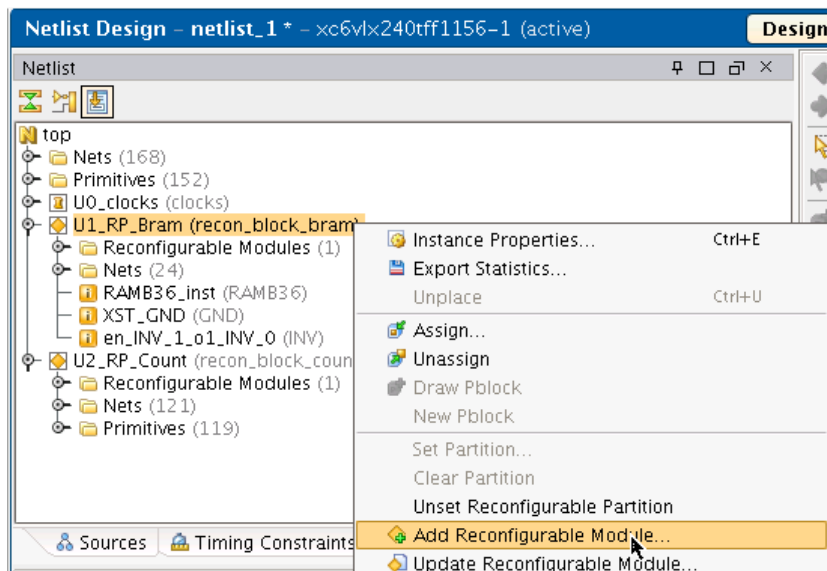 Netlist Design - netlist_1 * - xc6vlx240tff1156-1 (active)
Design
Netlist
top
Nets (168)
Primitives (152)
U0_clocks (clocks)
U1_RP_Bram (recon_block_bram)
Reconfigurable Modules (1)
Nets (24)
RAMB36_inst (RAMB36)
XST_GND (GND)
en_INV_1_o1_INV_0 (INV)
U2_RP_Count (recon_block_coun
Reconfigurable Modules (1)
Nets (121)
Primitives (119)
Sources
Timing Constraints
Instance Properties... Ctrl+E
Export Statistics...
Unplace Ctrl+U
Assign...
Unassign
Draw Pblock
New Pblock
Set Partition...
Clear Partition
Unset Reconfigurable Partition
Add Reconfigurable Module...
Update Reconfigurable Module...